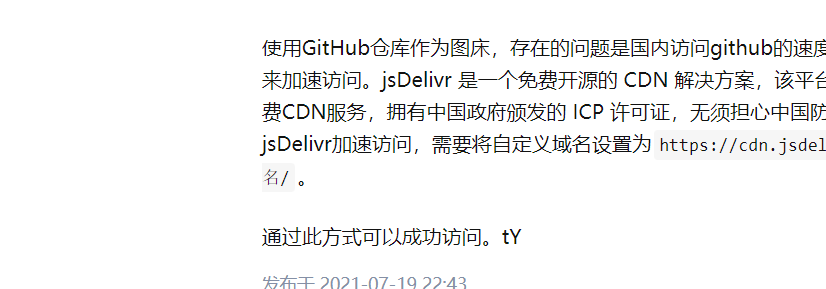 使用GitHub仓库作为图床，存在的问题是国内访问github的速度
来加速访问。jsDelivr 是一个免费开源的 CDN 解决方案，该平台
费CDN服务，拥有中国政府颁发的 ICP 许可证，无须担心中国防
jsDelivr加速访问，需要将自定义域名设置为 https://cdn.jsdel
名/ 。
通过此方式可以成功访问。tY
发布于 2021-07-19 22:43